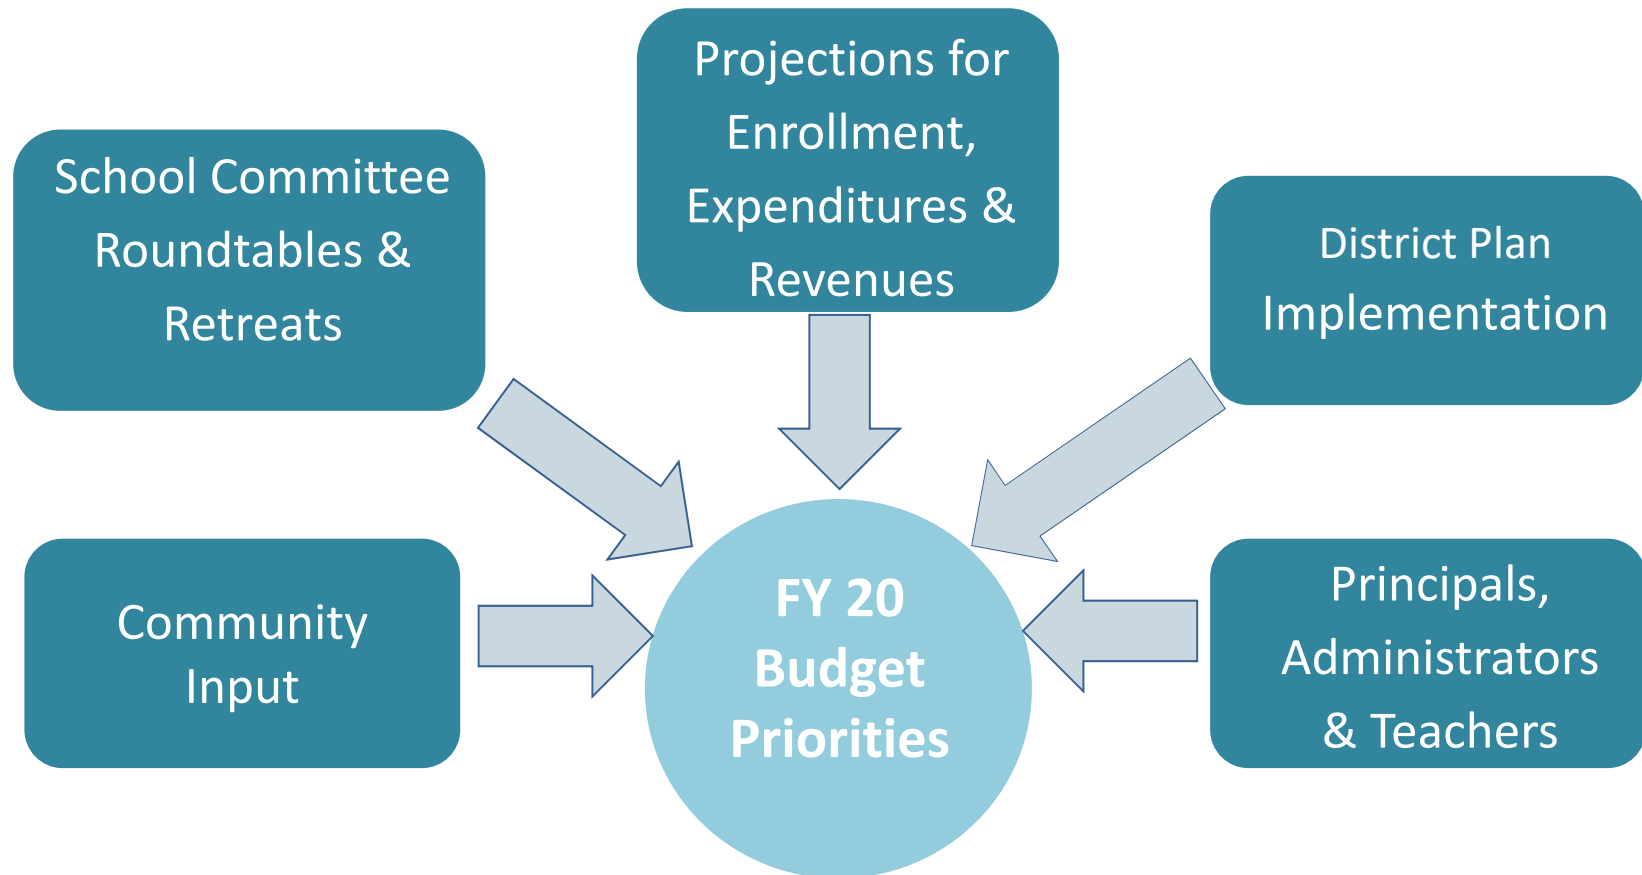 Projections for
Enrollment,
Expenditures &
Revenues
School Committee
Roundtables &
Retreats
District Plan
Implementation
Community
Input
FY 20
Budget
Priorities
Principals,
Administrators
& Teachers